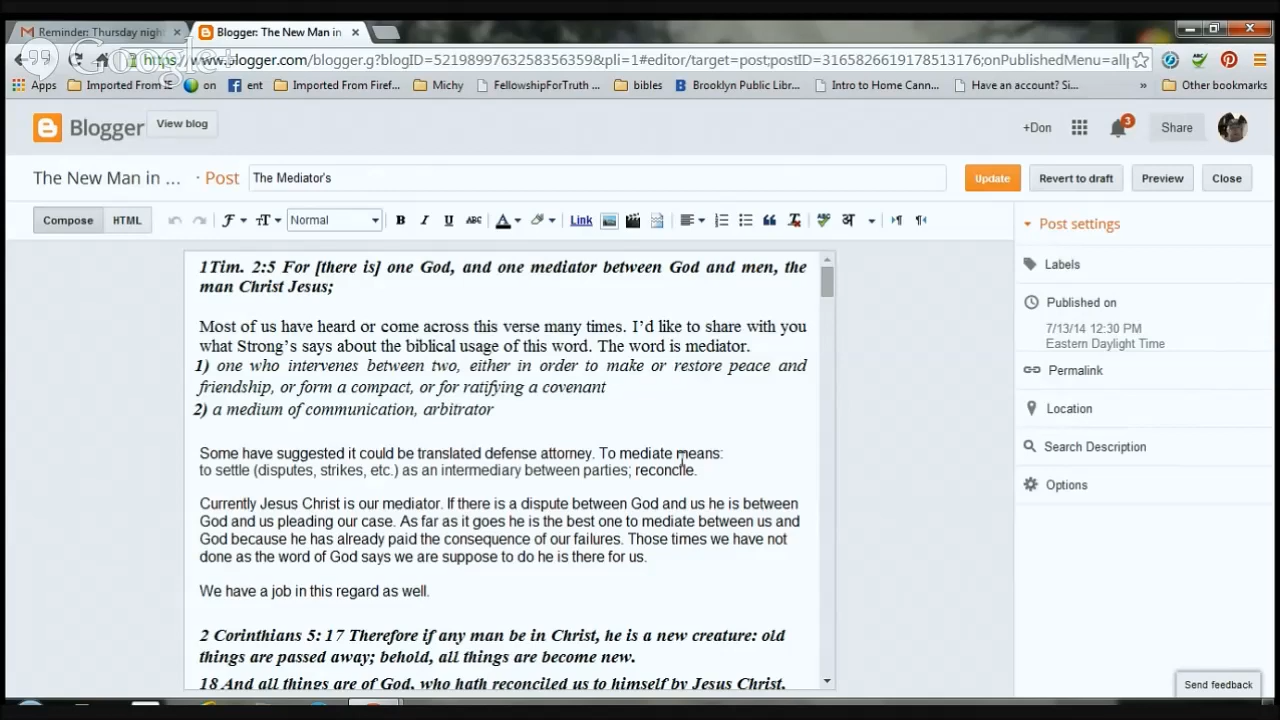 Reminder: Thursday nigh
Blogger: The New Man in
Google+
https://www.blogger.com/blogger.g?blogID=5219899763258356359&pli=1#editor/target=post;postID=3165826619178513176;onPublishedMenu=all
Apps Imported From IE on ent Imported From Firef... Michy FellowshipForTruth ... bibles Brooklyn Public Libr... Intro to Home Cann... Have an account? Si... » Other bookmarks
Blogger View blog +Don 3 Share
The New Man in ... · Post The Mediator's Update Revert to draft Preview Close
Compose HTML Normal B I U ABC A Link
1Tim. 2:5 For [there is] one God, and one mediator between God and men, the
man Christ Jesus;
Most of us have heard or come across this verse many times. I'd like to share with you
what Strong's says about the biblical usage of this word. The word is mediator.
1) one who intervenes between two, either in order to make or restore peace and
friendship, or form a compact, or for ratifying a covenant
2) a medium of communication, arbitrator
Some have suggested it could be translated defense attorney. To mediate means:
to settle (disputes, strikes, etc.) as an intermediary between parties; reconcile.
Currently Jesus Christ is our mediator. If there is a dispute between God and us he is between
God and us pleading our case. As far as it goes he is the best one to mediate between us and
God because he has already paid the consequence of our failures. Those times we have not
done as the word of God says we are suppose to do he is there for us.
We have a job in this regard as well.
2 Corinthians 5: 17 Therefore if any man be in Christ, he is a new creature: old
things are passed away; behold, all things are become new.
18 And all things are of God, who hath reconciled us to himself by Jesus Christ,
Post settings
Labels
Published on
7/13/14 12:30 PM
Eastern Daylight Time
Permalink
Location
Search Description
Options
Send feedback